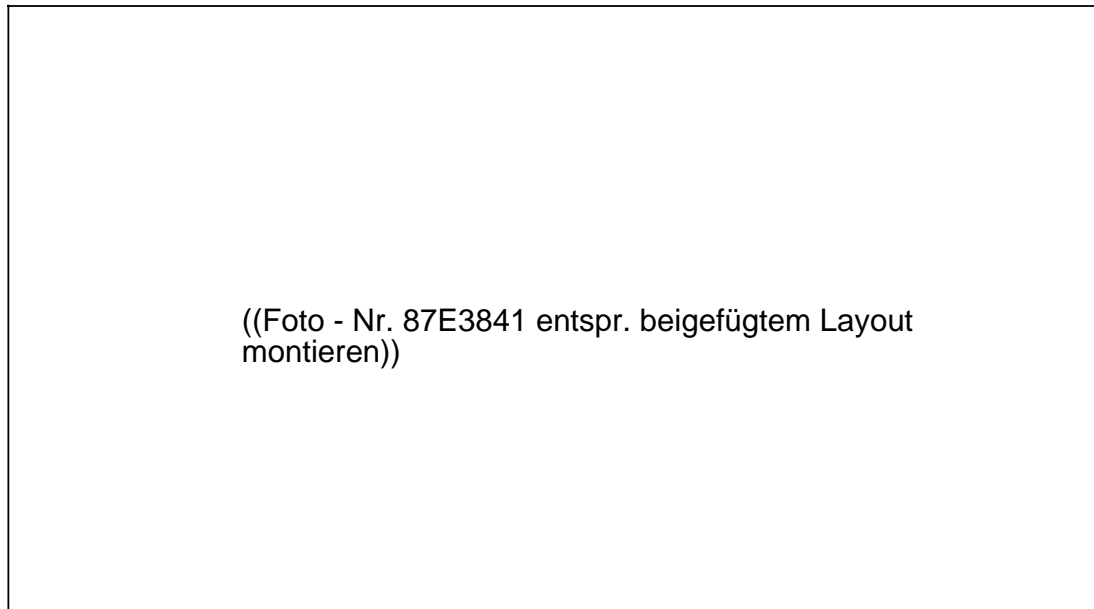 ((Foto - Nr. 87E3841 entspr. beigefügtem Layout
montieren))